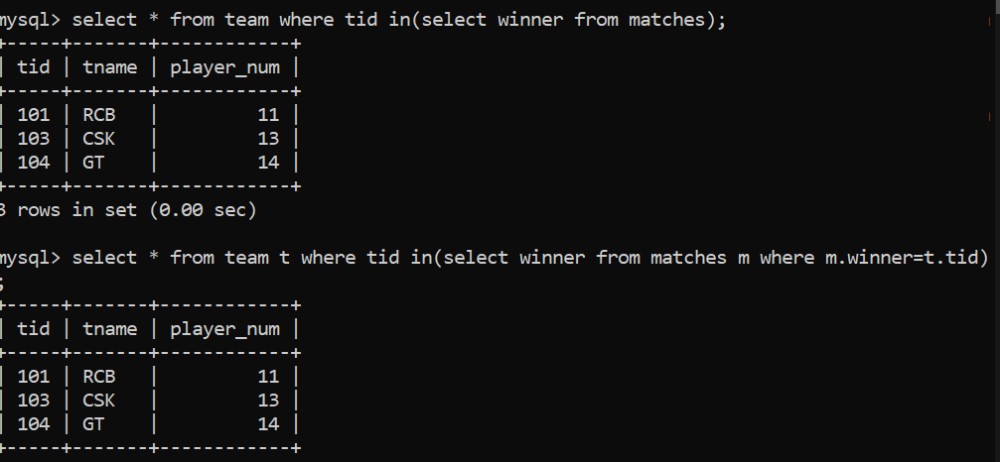 mysql> select * from team where tid in(select winner from matches);
+-----+-------+------------+
| tid | tname | player_num |
+-----+-------+------------+
| 101 | RCB   |         11 |
| 103 | CSK   |         13 |
| 104 | GT    |         14 |
+-----+-------+------------+
3 rows in set (0.00 sec)

mysql> select * from team t where tid in(select winner from matches m where m.winner=t.tid)
;
+-----+-------+------------+
| tid | tname | player_num |
+-----+-------+------------+
| 101 | RCB   |         11 |
| 103 | CSK   |         13 |
| 104 | GT    |         14 |
+-----+-------+------------+